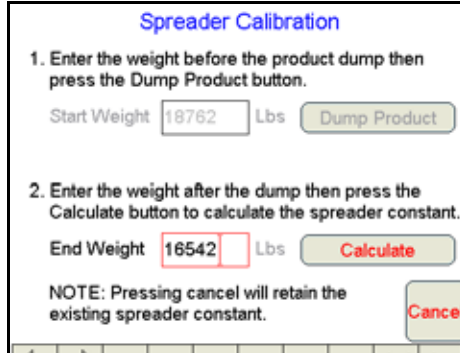 Spreader Calibration
1. Enter the weight before the product dump then
press the Dump Product button.
Start Weight 18762 Lbs Dump Product
2. Enter the weight after the dump then press the
Calculate button to calculate the spreader constant.
End Weight 16542 Lbs Calculate
NOTE: Pressing cancel will retain the
existing spreader constant.
Cance